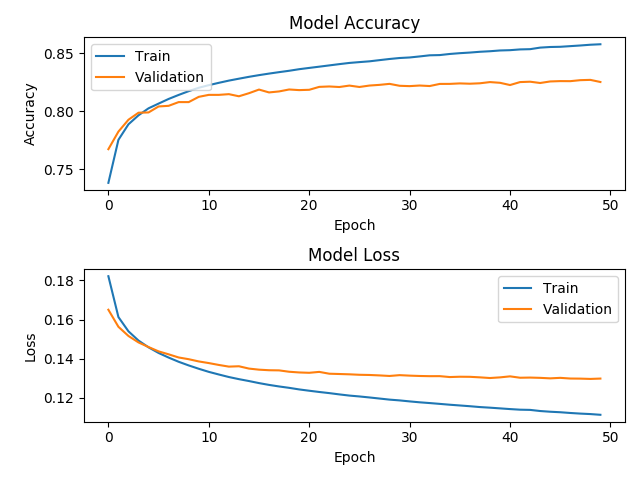 Model Accuracy
Train
Validation
0.85
0.80
0.75
Accuracy
0 10 20 30 40 50
Epoch
Model Loss
Train
Validation
0.18
0.16
0.14
0.12
Loss
0 10 20 30 40 50
Epoch